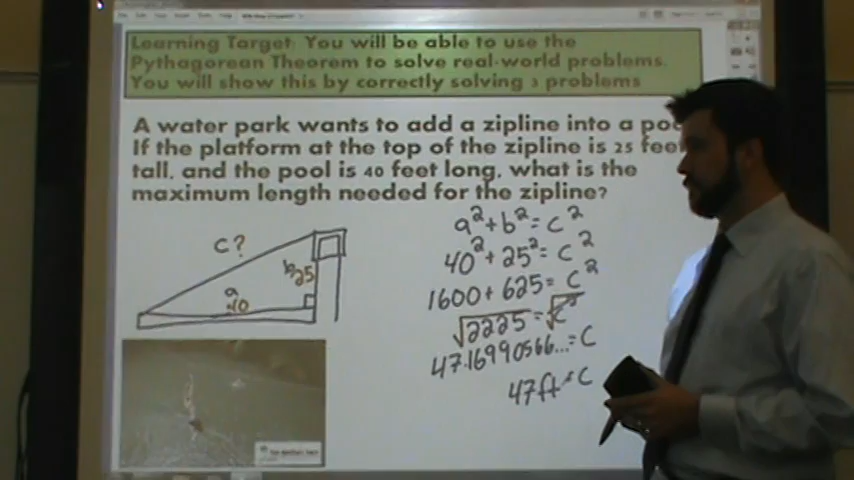 Learning Target: You will be able to use the
Pythagorean Theorem to solve real-world problems.
You will show this by correctly solving 3 problems
A water park wants to add a zipline into a
If the platform at the top of the zipline is 25 feet
tall, and the pool is 40 feet long, what is the
maximum length needed for the zipline?
a² + b² = c²
40² + 25² = c²
1600 + 625 = c²
√2225 = √c²
47.16990566... = c
47ft = c
c?
b 25
a
40